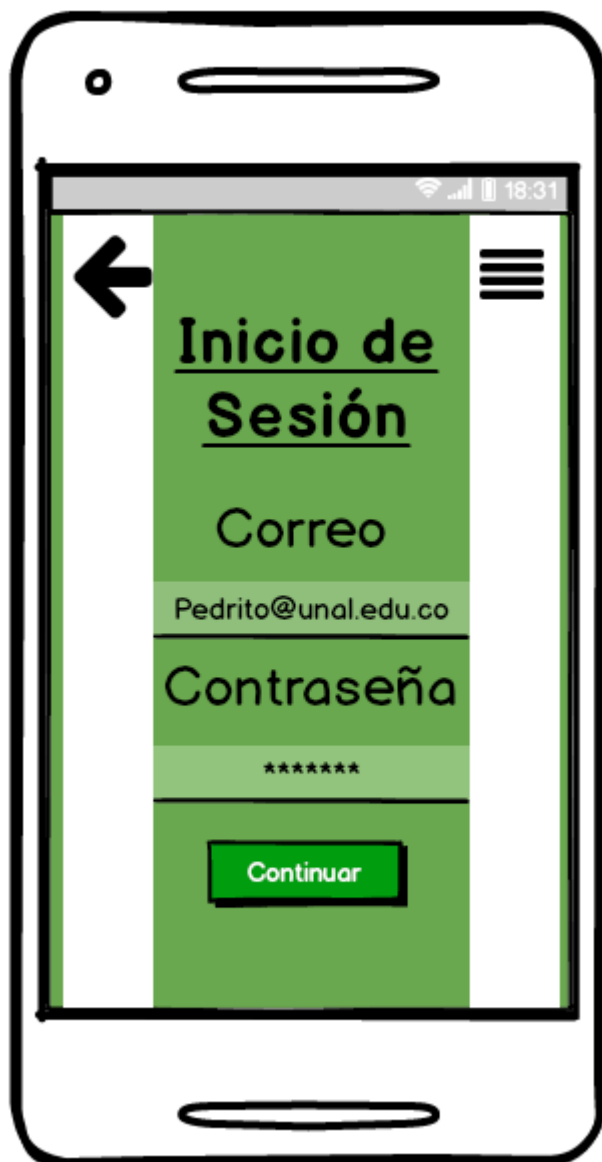 18:31
Inicio de
Sesión
Correo
Pedrito@unal.edu.co
Contraseña
*******
Continuar